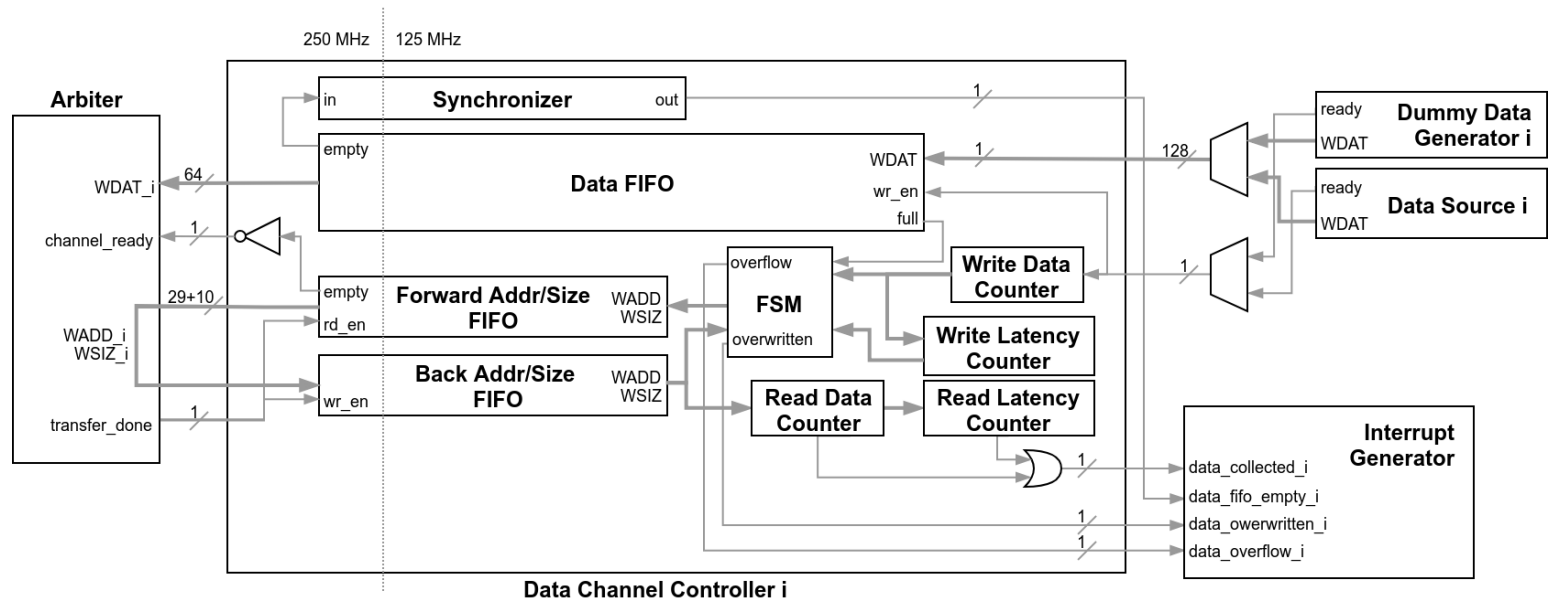 250 MHz
125 MHz
Arbiter
WDAT_i
channel_ready
WADD_i
WSIZ_i
transfer_done
64
1
29+10
1
in
Synchronizer
out
1
empty
Data FIFO
WDAT
wr_en
full
1
128
empty
rd_en
Forward Addr/Size
FIFO
WADD
WSIZ
wr_en
Back Addr/Size
FIFO
WADD
WSIZ
overflow
FSM
overwritten
Write Data
Counter
1
Write Latency
Counter
Read Data
Counter
Read Latency
Counter
1
1
1
Data Channel Controller i
ready
WDAT
Dummy Data
Generator i
ready
WDAT
Data Source i
Interrupt
Generator
data_collected_i
data_fifo_empty_i
data_owerwritten_i
data_overflow_i